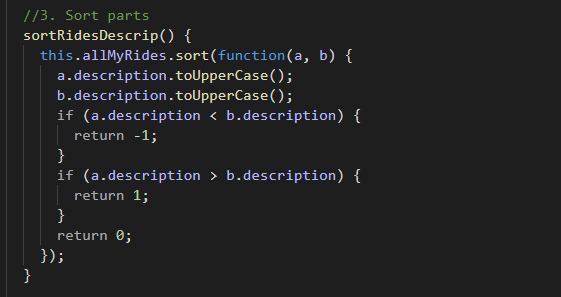 //3. Sort parts
sortRidesDescrip() {
  this.allMyRides.sort(function(a, b) {
    a.description.toUpperCase();
    b.description.toUpperCase();
    if (a.description < b.description) {
      return -1;
    }
    if (a.description > b.description) {
      return 1;
    }
    return 0;
  });
}